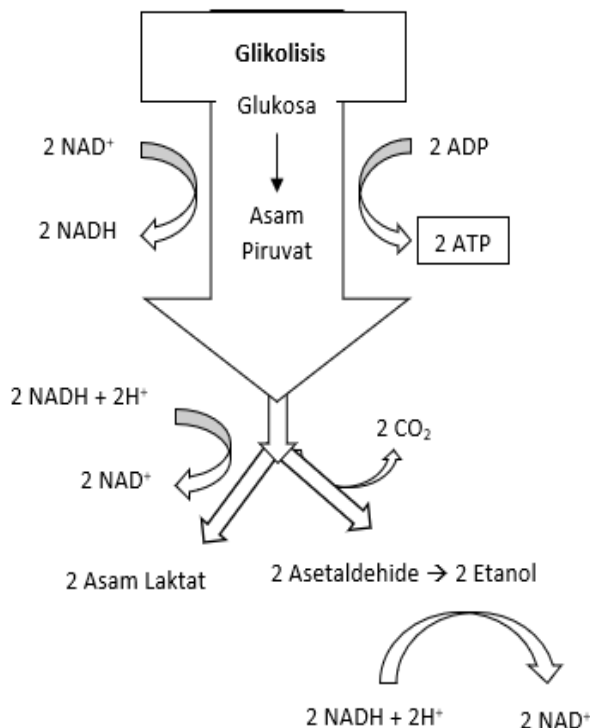 Glikolisis
Glukosa
2 NAD⁺
2 ADP
2 NADH
Asam
Piruvat
2 ATP
2 NADH + 2H⁺
2 CO₂
2 NAD⁺
2 Asam Laktat
2 Asetaldehide → 2 Etanol
2 NADH + 2H⁺
2 NAD⁺